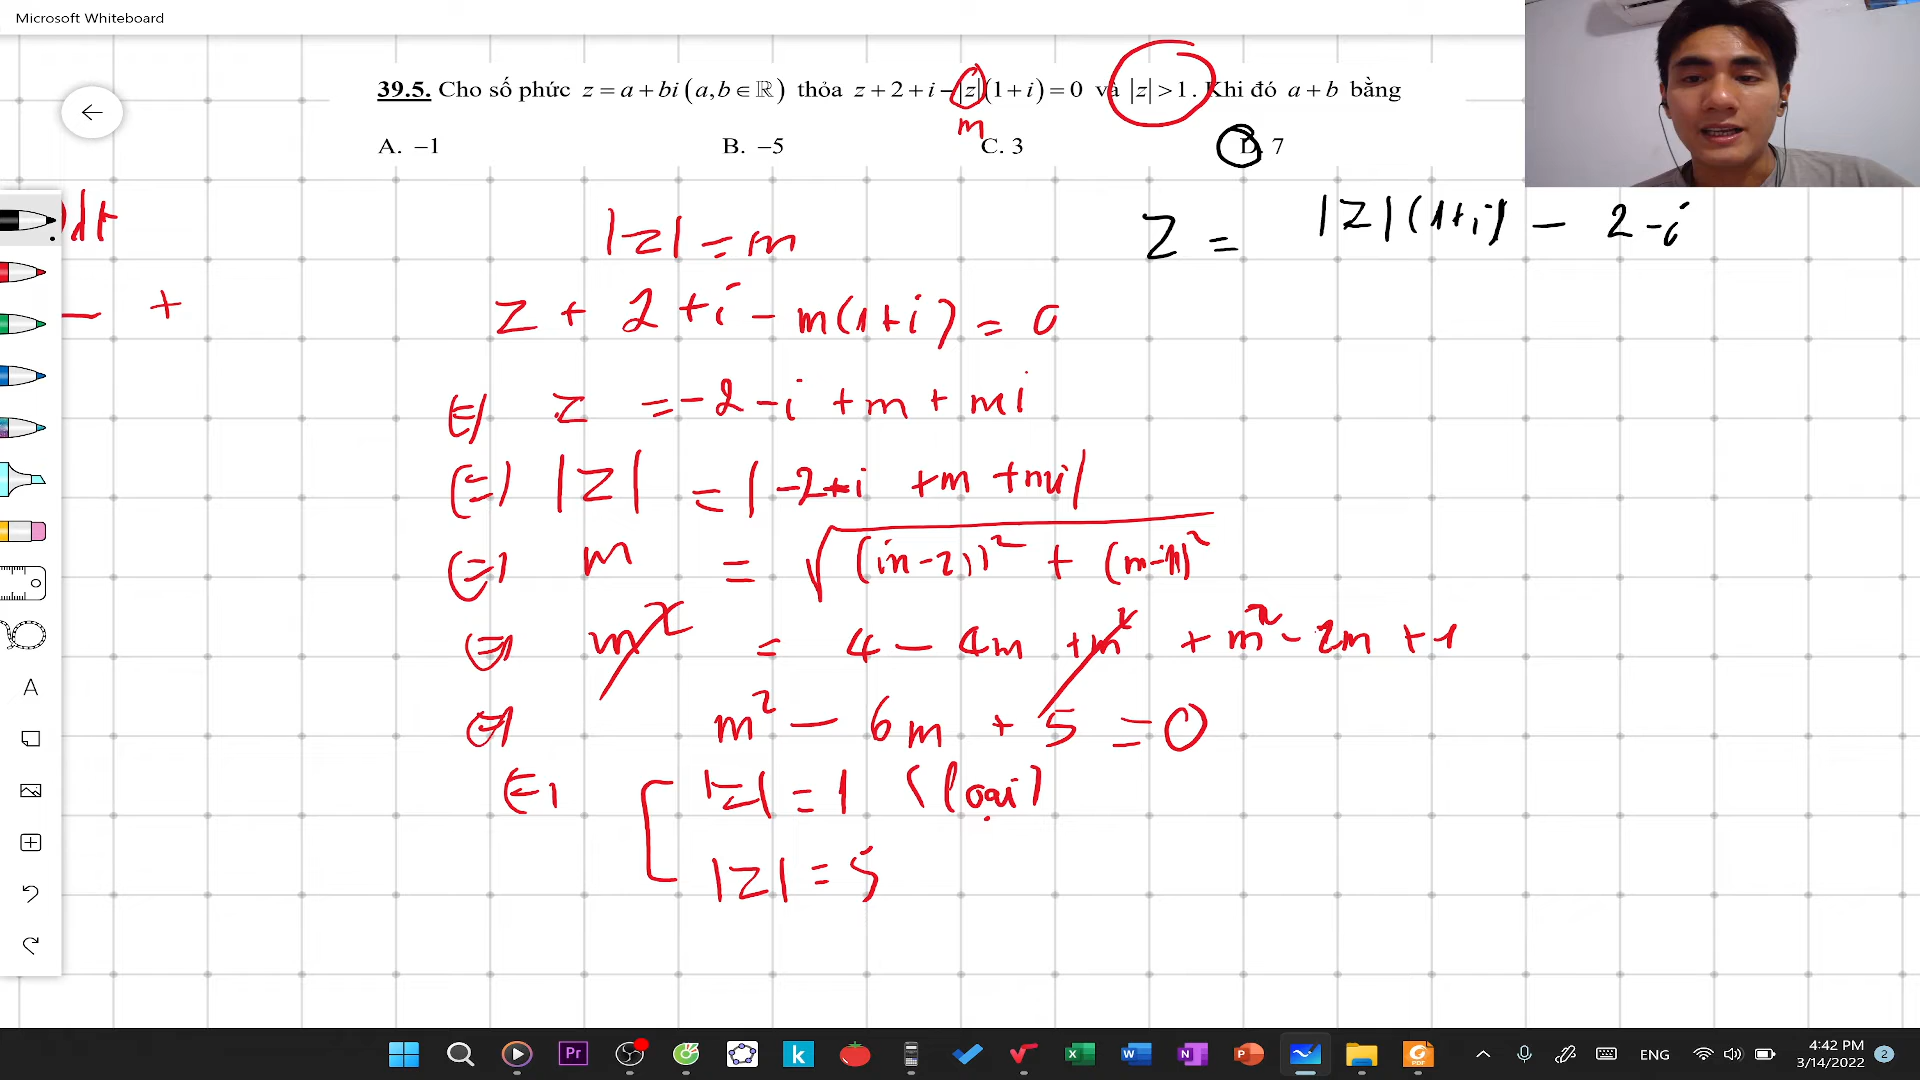 Microsoft Whiteboard
39.5. Cho số phức z = a + bi (a, b ∈ ℝ) thỏa z + 2 + i − |z|(1 + i) = 0 và |z| > 1. Khi đó a + b bằng
m
A. −1 B. −5 C. 3 D. 7
|z| = m
z = |z|(1+i) − 2 − i
− +
z + 2 + i − m(1+i) = 0
⇔ z = −2 − i + m + mi
⇔ |z| = |−2 − i + m + mi|
⇔ m = √((m−2)² + (m−1)²)
⇔ m² = 4 − 4m + m² + m² − 2m + 1
⇔ m² − 6m + 5 = 0
⇔ [ |z| = 1 (loại)
|z| = 5
A
ENG
4:42 PM
3/14/2022
2
Pr
k